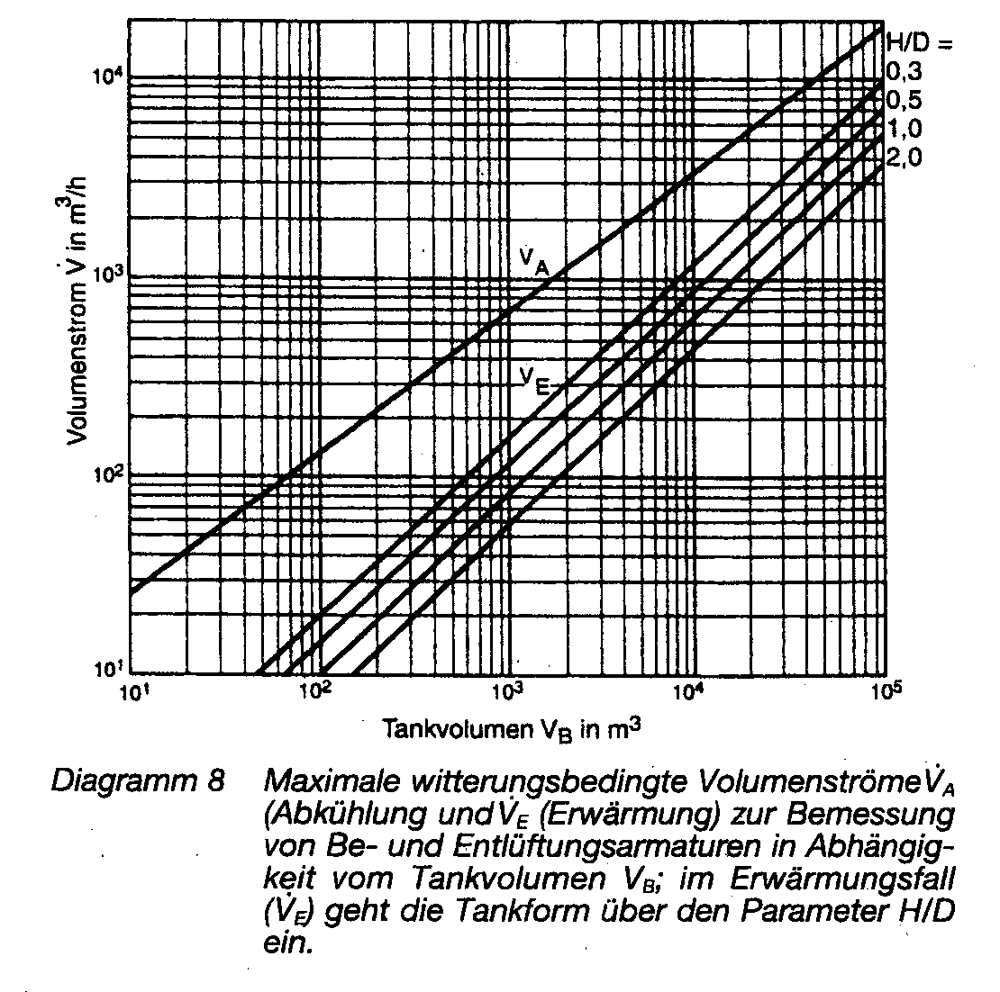 H/D =
10⁴
0,3
0,5
1,0
2,0
Volumenstrom V̇ in m³/h
V̇_A
10³
V̇_E
10²
10¹
10¹ 10² 10³ 10⁴ 10⁵
Tankvolumen V_B in m³
Diagramm 8 Maximale witterungsbedingte Volumenströme V̇_A
(Abkühlung und V̇_E (Erwärmung) zur Bemessung
von Be- und Entlüftungsarmaturen in Abhängig-
keit vom Tankvolumen V_B; im Erwärmungsfall
(V̇_E) geht die Tankform über den Parameter H/D
ein.